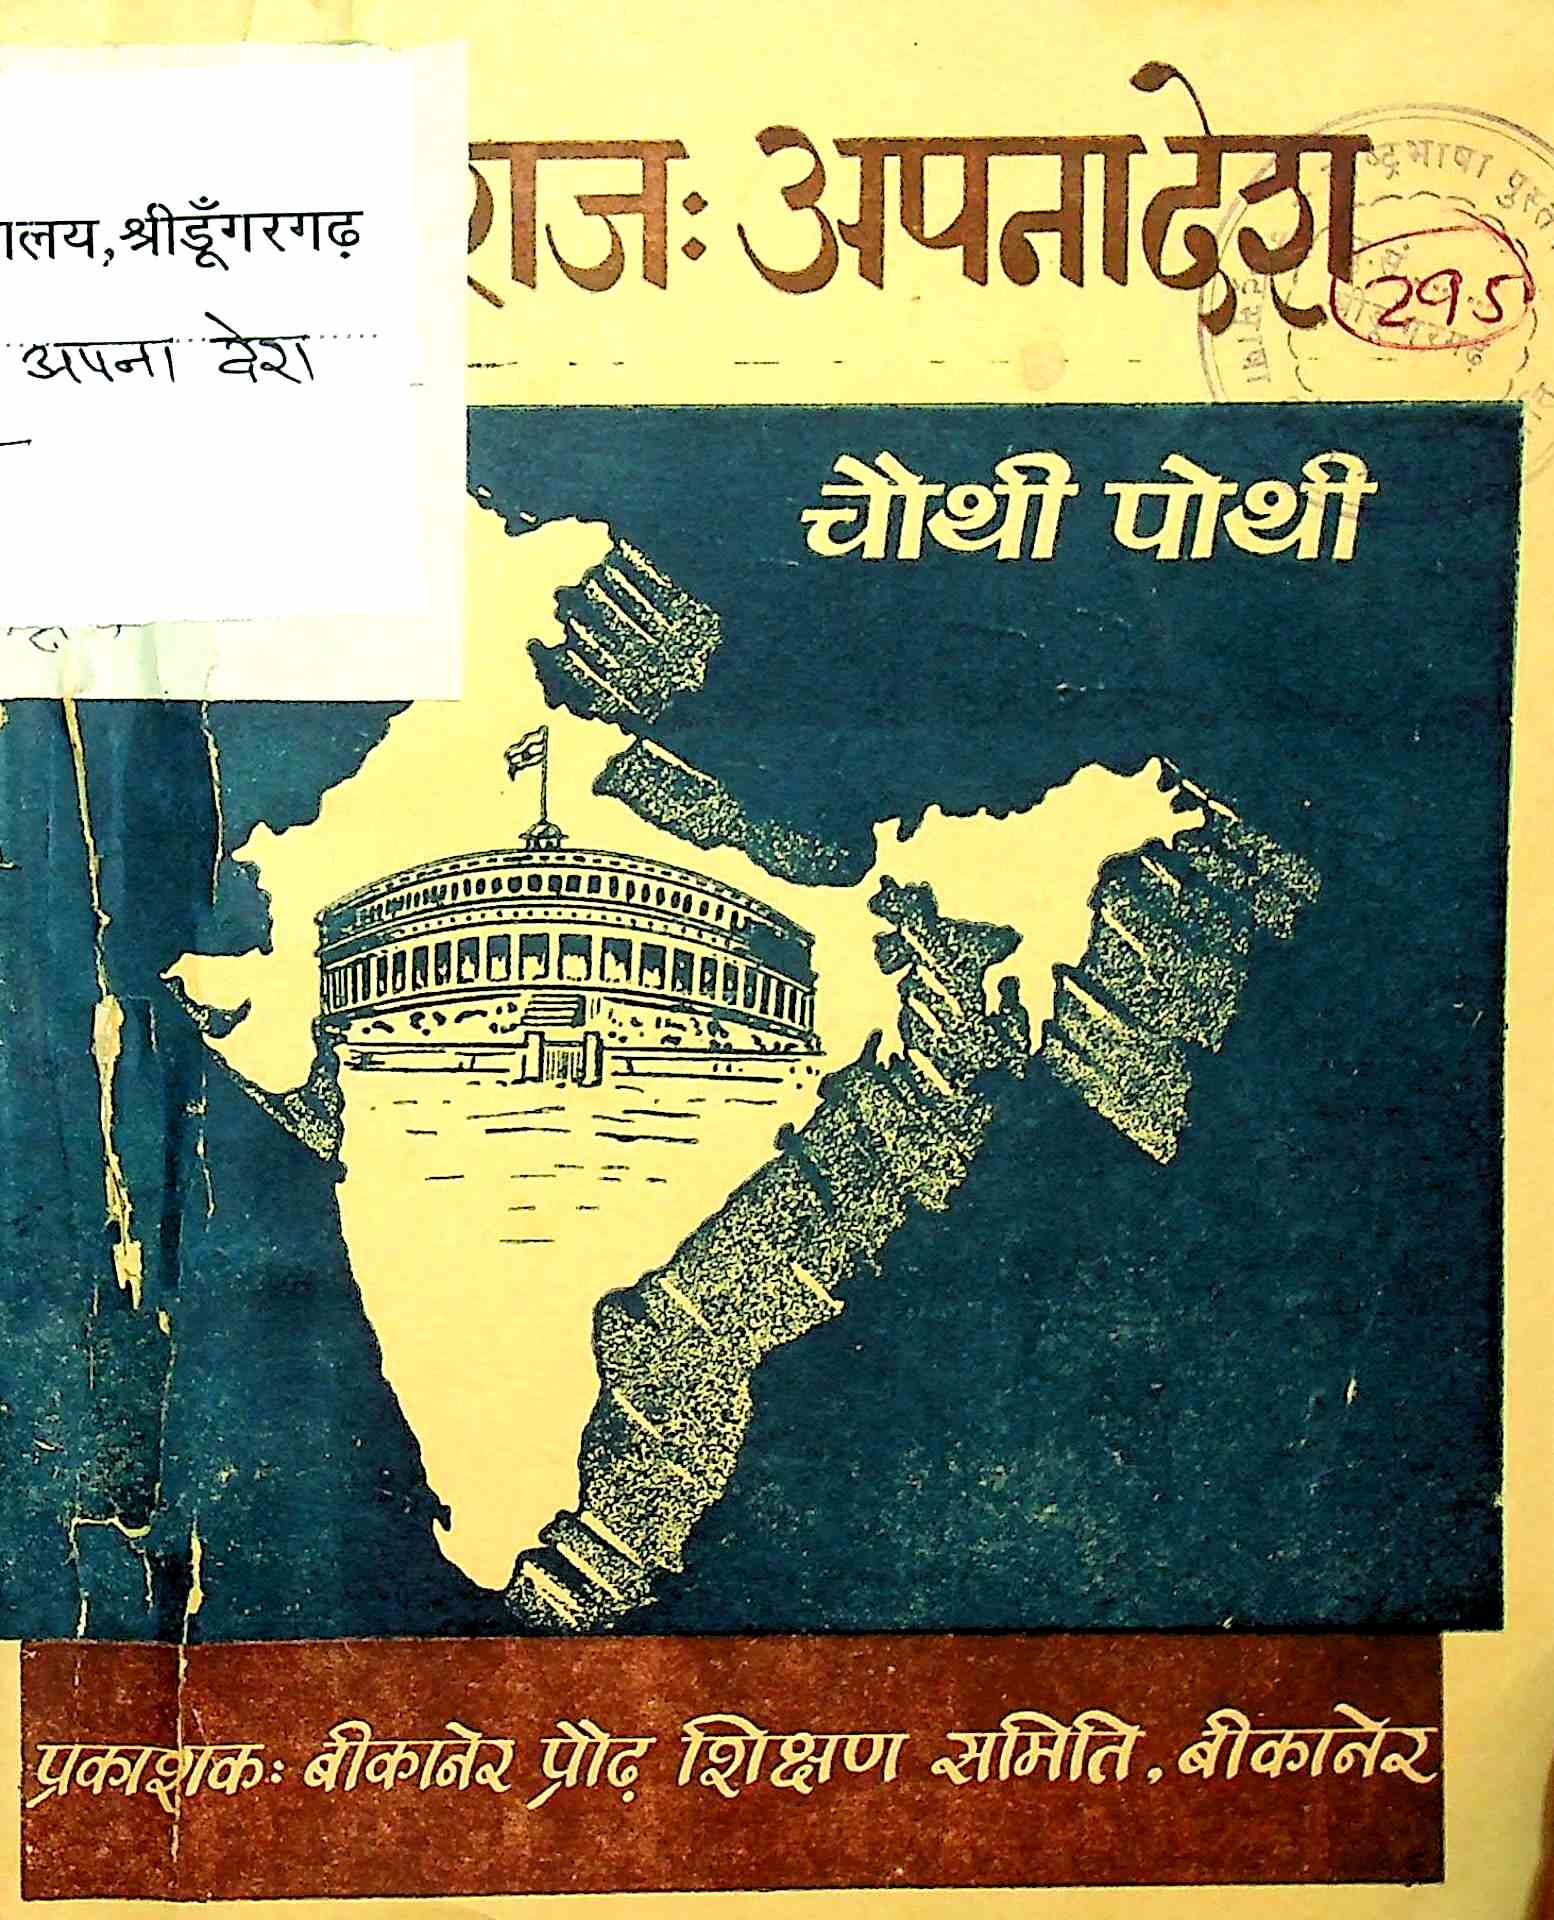 राजः अपना देश
ालय, श्रीडूँगरगढ़
अपना देश
295
चौथी पोथी
प्रकाशकः बीकानेर प्रौढ़ शिक्षण समिति, बीकानेर